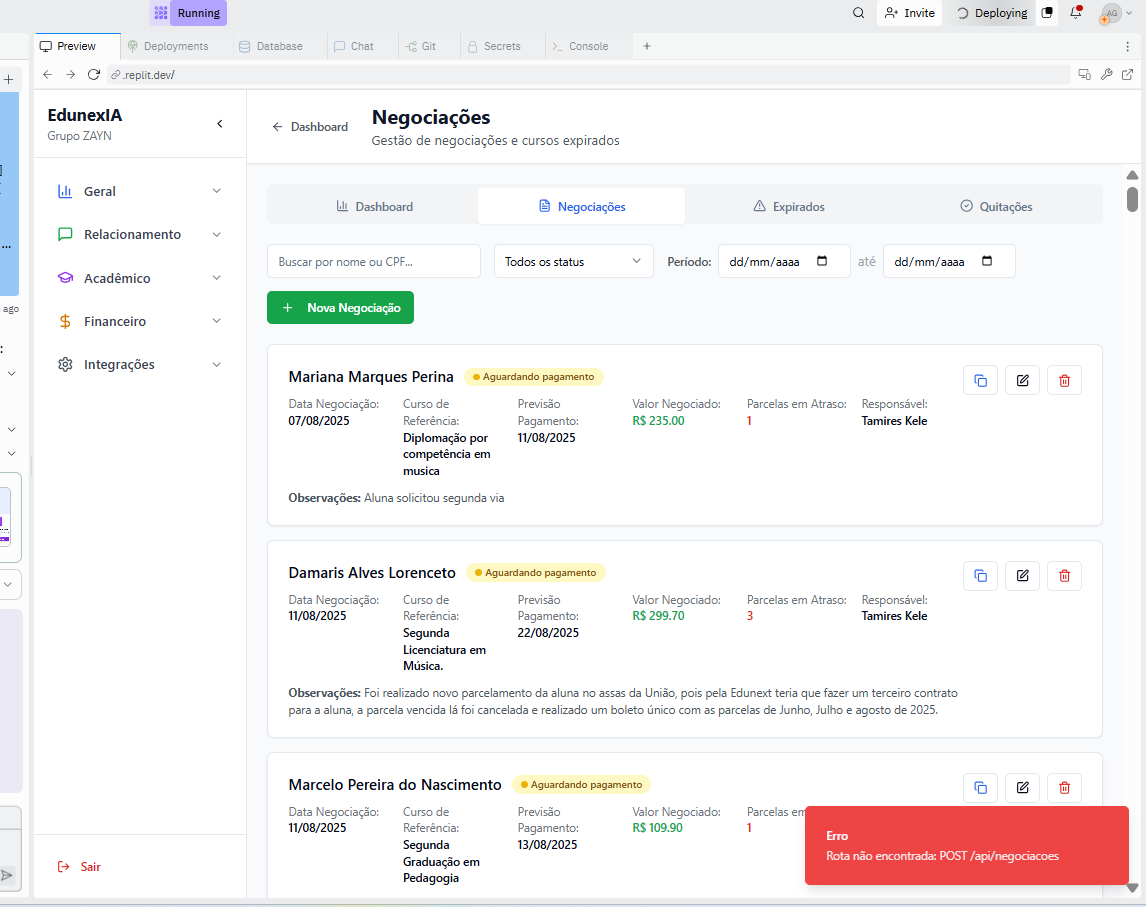 Running
Invite
Deploying
AG
Preview
Deployments
Database
Chat
Git
Secrets
Console
.replit.dev/
EdunexIA
Grupo ZAYN
Dashboard
Negociações
Gestão de negociações e cursos expirados
Geral
Relacionamento
Acadêmico
Financeiro
Integrações
Sair
ago
Dashboard
Negociações
Expirados
Quitações
Buscar por nome ou CPF...
Todos os status
Período:
dd/mm/aaaa
até
dd/mm/aaaa
Nova Negociação
Mariana Marques Perina
Aguardando pagamento
Data Negociação:
07/08/2025
Curso de
Referência:
Diplomação por
competência em
musica
Previsão
Pagamento:
11/08/2025
Valor Negociado:
R$ 235.00
Parcelas em Atraso:
1
Responsável:
Tamires Kele
Observações: Aluna solicitou segunda via
Damaris Alves Lorenceto
Aguardando pagamento
Data Negociação:
11/08/2025
Curso de
Referência:
Segunda
Licenciatura em
Música.
Previsão
Pagamento:
22/08/2025
Valor Negociado:
R$ 299.70
Parcelas em Atraso:
3
Responsável:
Tamires Kele
Observações: Foi realizado novo parcelamento da aluna no assas da União, pois pela Edunext teria que fazer um terceiro contrato
para a aluna, a parcela vencida lá foi cancelada e realizado um boleto único com as parcelas de Junho, Julho e agosto de 2025.
Marcelo Pereira do Nascimento
Aguardando pagamento
Data Negociação:
11/08/2025
Curso de
Referência:
Segunda
Graduação em
Pedagogia
Previsão
Pagamento:
13/08/2025
Valor Negociado:
R$ 109.90
Parcelas em
1
Erro
Rota não encontrada: POST /api/negociacoes